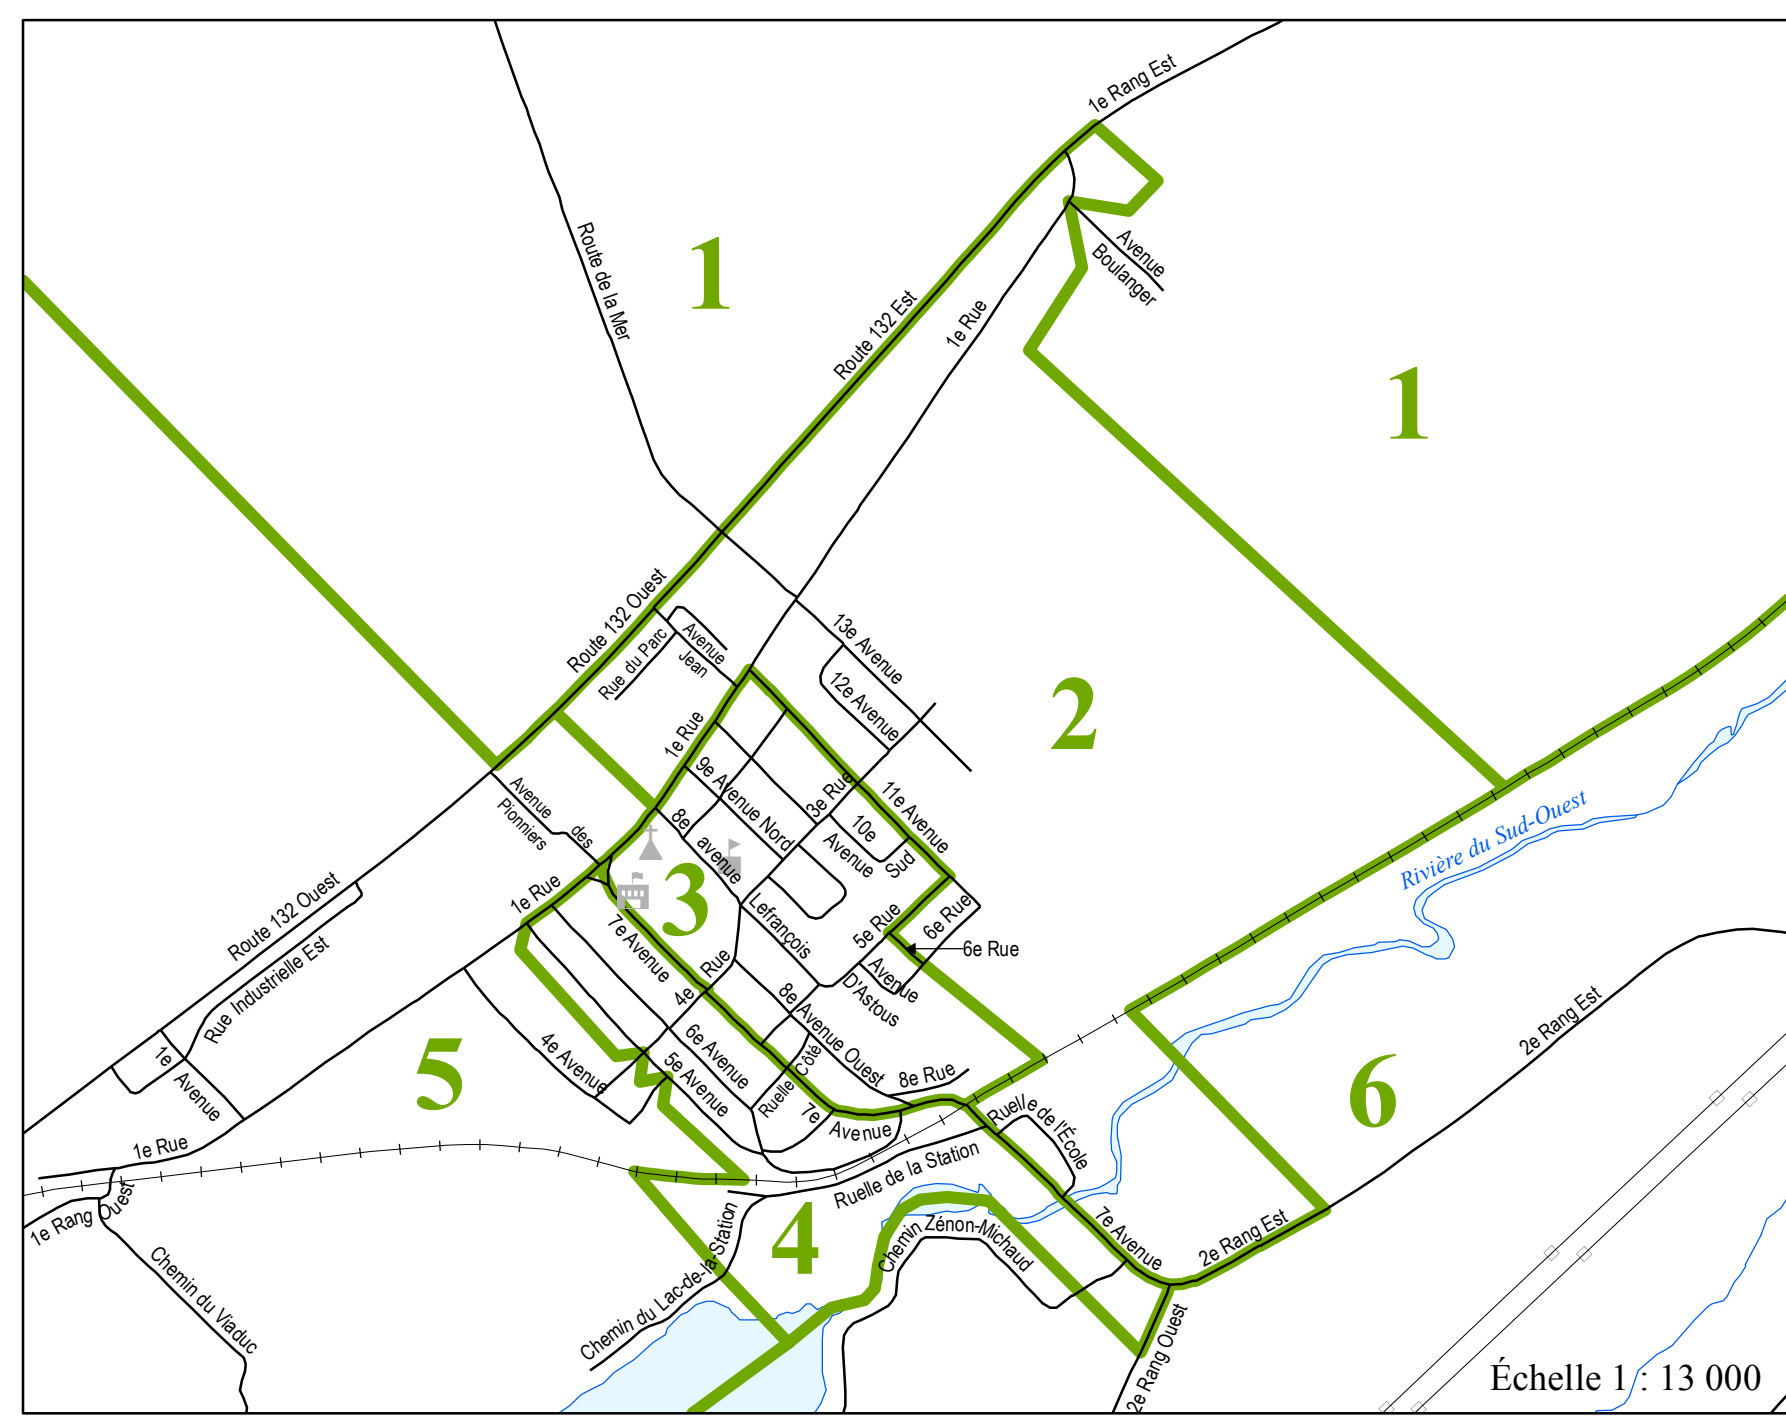 1e Rang Est
Route de la Mer
1
Avenue
Boulanger
Route 132 Est
1e Rue
1
Route 132 Ouest
Rue du Parc
Avenue
Jean
13e Avenue
12e Avenue
2
1e Rue
9e Avenue Nord
3e Rue
11e Avenue
Avenue
des
Pionniers
8e
avenue
10e
Avenue
Sud
Rivière du Sud-Ouest
3
1e Rue
Route 132 Ouest
Rue Industrielle Est
7e Avenue
Lefrançois
5e Rue
6e Rue
6e Rue
4e
Rue
Avenue
D'Astous
8e Avenue Ouest
2e Rang Est
1e
Avenue
5
4e Avenue
6e Avenue
5e Avenue
Ruelle Côté
8e Rue
6
7e
Avenue
Ruelle de l'École
1e Rue
Ruelle de la Station
1e Rang Ouest
Chemin du Viaduc
4
Chemin du Lac-de-la-Station
Chemin Zénon-Michaud
7e Avenue
2e Rang Est
2e Rang Ouest
Échelle 1 : 13 000